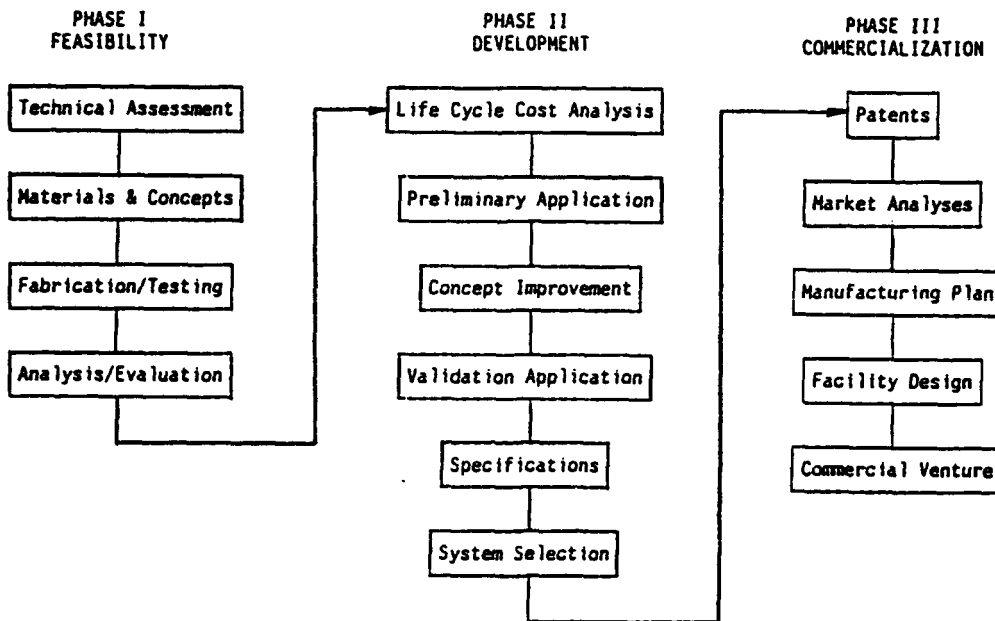 PHASE I
FEASIBILITY
Technical Assessment
Materials & Concepts
Fabrication/Testing
Analysis/Evaluation
PHASE II
DEVELOPMENT
Life Cycle Cost Analysis
Preliminary Application
Concept Improvement
Validation Application
Specifications
System Selection
PHASE III
COMMERCIALIZATION
Patents
Market Analyses
Manufacturing Plan
Facility Design
Commercial Venture